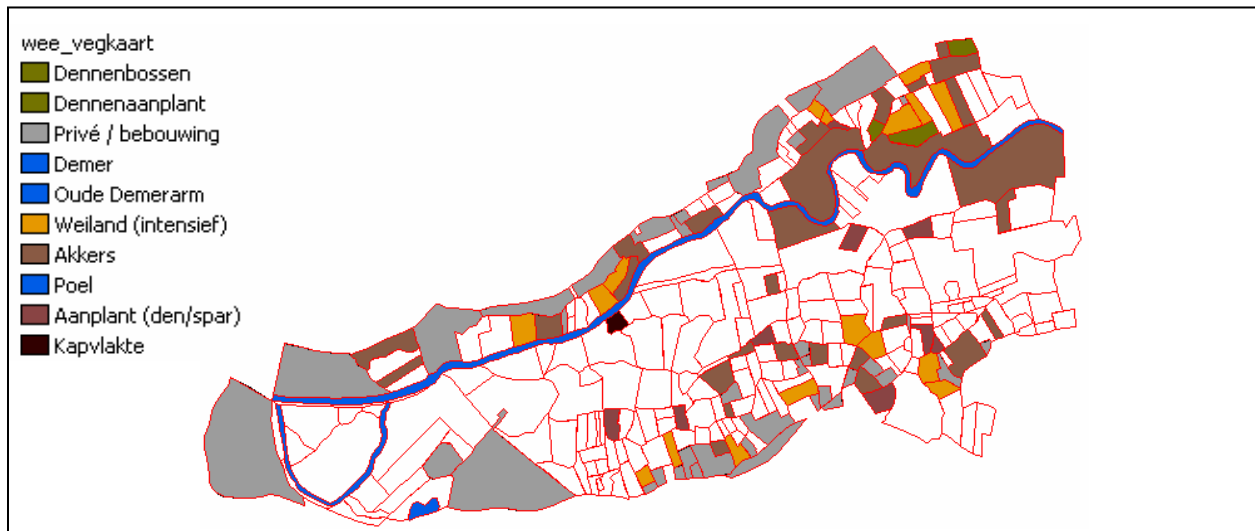 wee_vegkaart
Dennenbossen
Dennenaanplant
Privé / bebouwing
Demer
Oude Demerarm
Weiland (intensief)
Akkers
Poel
Aanplant (den/spar)
Kapvlakte